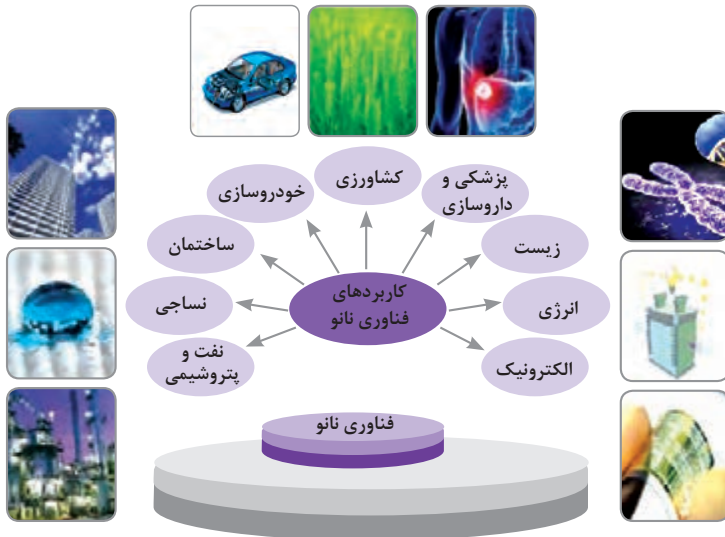 کشاورزی
پزشکی و
داروسازی
خودروسازی
زیست
ساختمان
کاربردهای
فناوری نانو
انرژی
نساجی
الکترونیک
نفت و
پتروشیمی
فناوری نانو